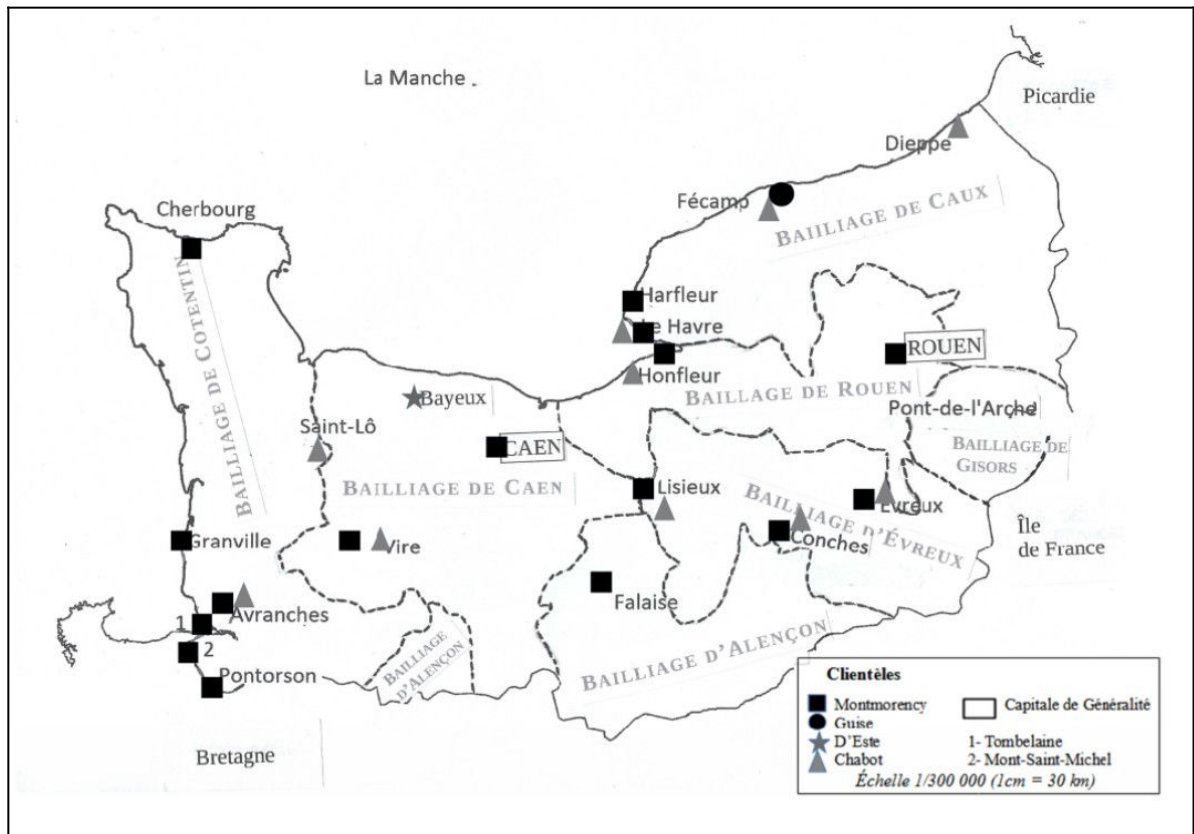 La Manche
Picardie
Dieppe
Fécamp
BAIILIAGE DE CAUX
Cherbourg
BAILLIAGE DE COTENTIN
Harfleur
Le Havre
ROUEN
Honfleur
BAILLAGE DE ROUEN
Bayeux
Pont-de-l'Arche
Saint-Lô
CAEN
BAILLIAGE DE
GISORS
BAILLIAGE DE CAEN
Lisieux
BAILLIAGE D'ÉVREUX
Evreux
Granville
Vire
Conches
Île
de France
Falaise
Avranches
1
2
BAILLIAGE
D'ALENÇON
BAILLIAGE D'ALENÇON
Pontorson
Bretagne
Clientèles
Montmorency
Capitale de Généralité
Guise
D'Este
1- Tombelaine
Chabot
2- Mont-Saint-Michel
Échelle 1/300 000 (1cm = 30 km)